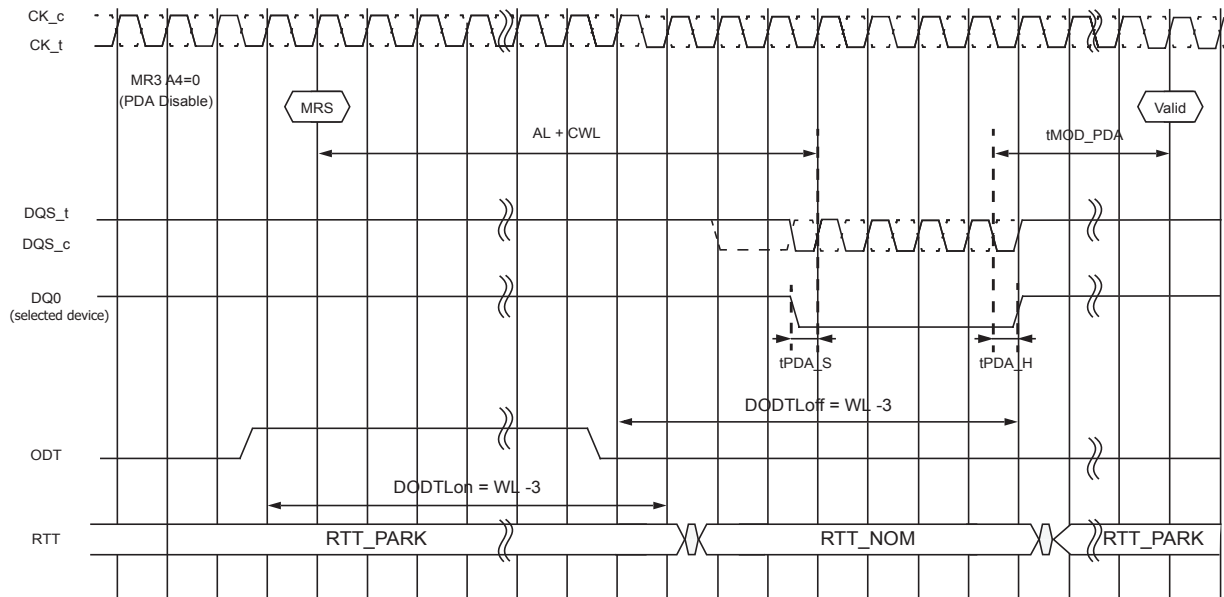 CK_c
CK_t
MR3 A4=0
(PDA Disable)
MRS
Valid
AL + CWL
tMOD_PDA
DQS_t
DQS_c
DQ0
(selected device)
tPDA_S
tPDA_H
DODTLoff = WL -3
ODT
DODTLon = WL -3
RTT
RTT_PARK
RTT_NOM
RTT_PARK